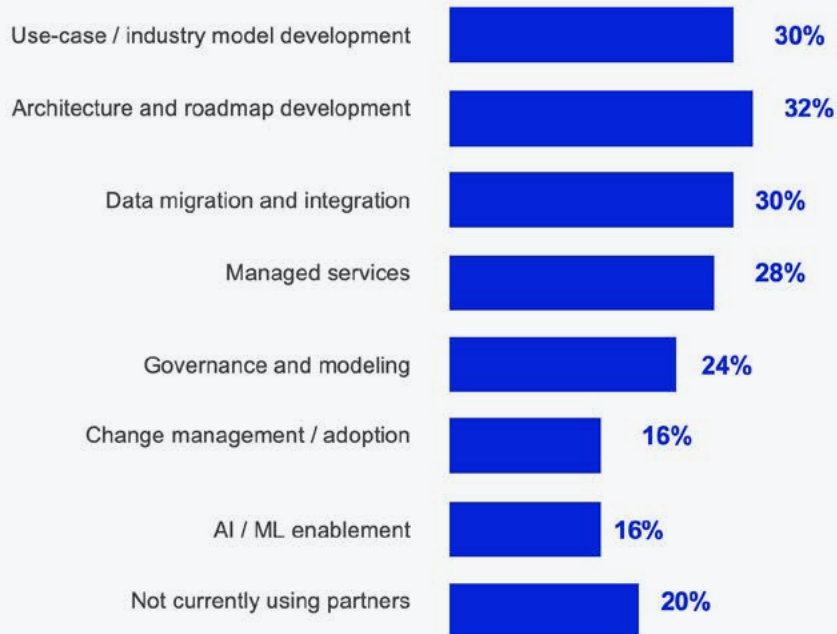 Use-case / industry model development 30%
Architecture and roadmap development 32%
Data migration and integration 30%
Managed services 28%
Governance and modeling 24%
Change management / adoption 16%
AI / ML enablement 16%
Not currently using partners 20%